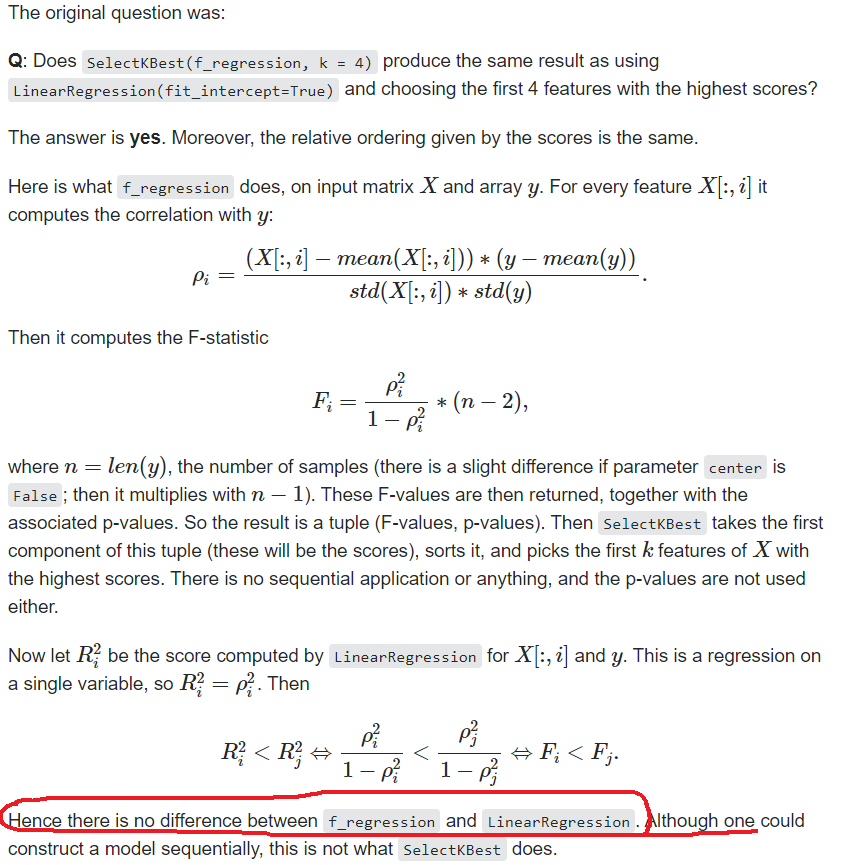 The original question was:
Q: Does SelectKBest(f_regression, k = 4) produce the same result as using
LinearRegression(fit_intercept=True) and choosing the first 4 features with the highest scores?
The answer is yes. Moreover, the relative ordering given by the scores is the same.
Here is what f_regression does, on input matrix X and array y. For every feature X[:, i] it
computes the correlation with y:
ρ_i = \frac{(X[:, i] − mean(X[:, i])) ∗ (y − mean(y))}{std(X[:, i]) ∗ std(y)}.
Then it computes the F-statistic
F_i = \frac{ρ_i^2}{1 − ρ_i^2} ∗ (n − 2),
where n = len(y), the number of samples (there is a slight difference if parameter center is
False ; then it multiplies with n − 1). These F-values are then returned, together with the
associated p-values. So the result is a tuple (F-values, p-values). Then SelectKBest takes the first
component of this tuple (these will be the scores), sorts it, and picks the first k features of X with
the highest scores. There is no sequential application or anything, and the p-values are not used
either.
Now let R_i^2 be the score computed by LinearRegression for X[:, i] and y. This is a regression on
a single variable, so R_i^2 = ρ_i^2. Then
R_i^2 < R_j^2 ⇔ \frac{ρ_i^2}{1 − ρ_i^2} < \frac{ρ_j^2}{1 − ρ_j^2} ⇔ F_i < F_j.
Hence there is no difference between f_regression and LinearRegression . Although one could
construct a model sequentially, this is not what SelectKBest does.